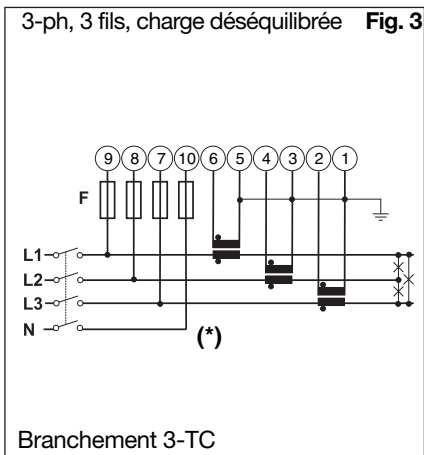 3-ph, 3 fils, charge déséquilibrée Fig. 3
9 8 7 10 6 5 4 3 2 1
F
L1
L2
L3
N
(*)
Branchement 3-TC